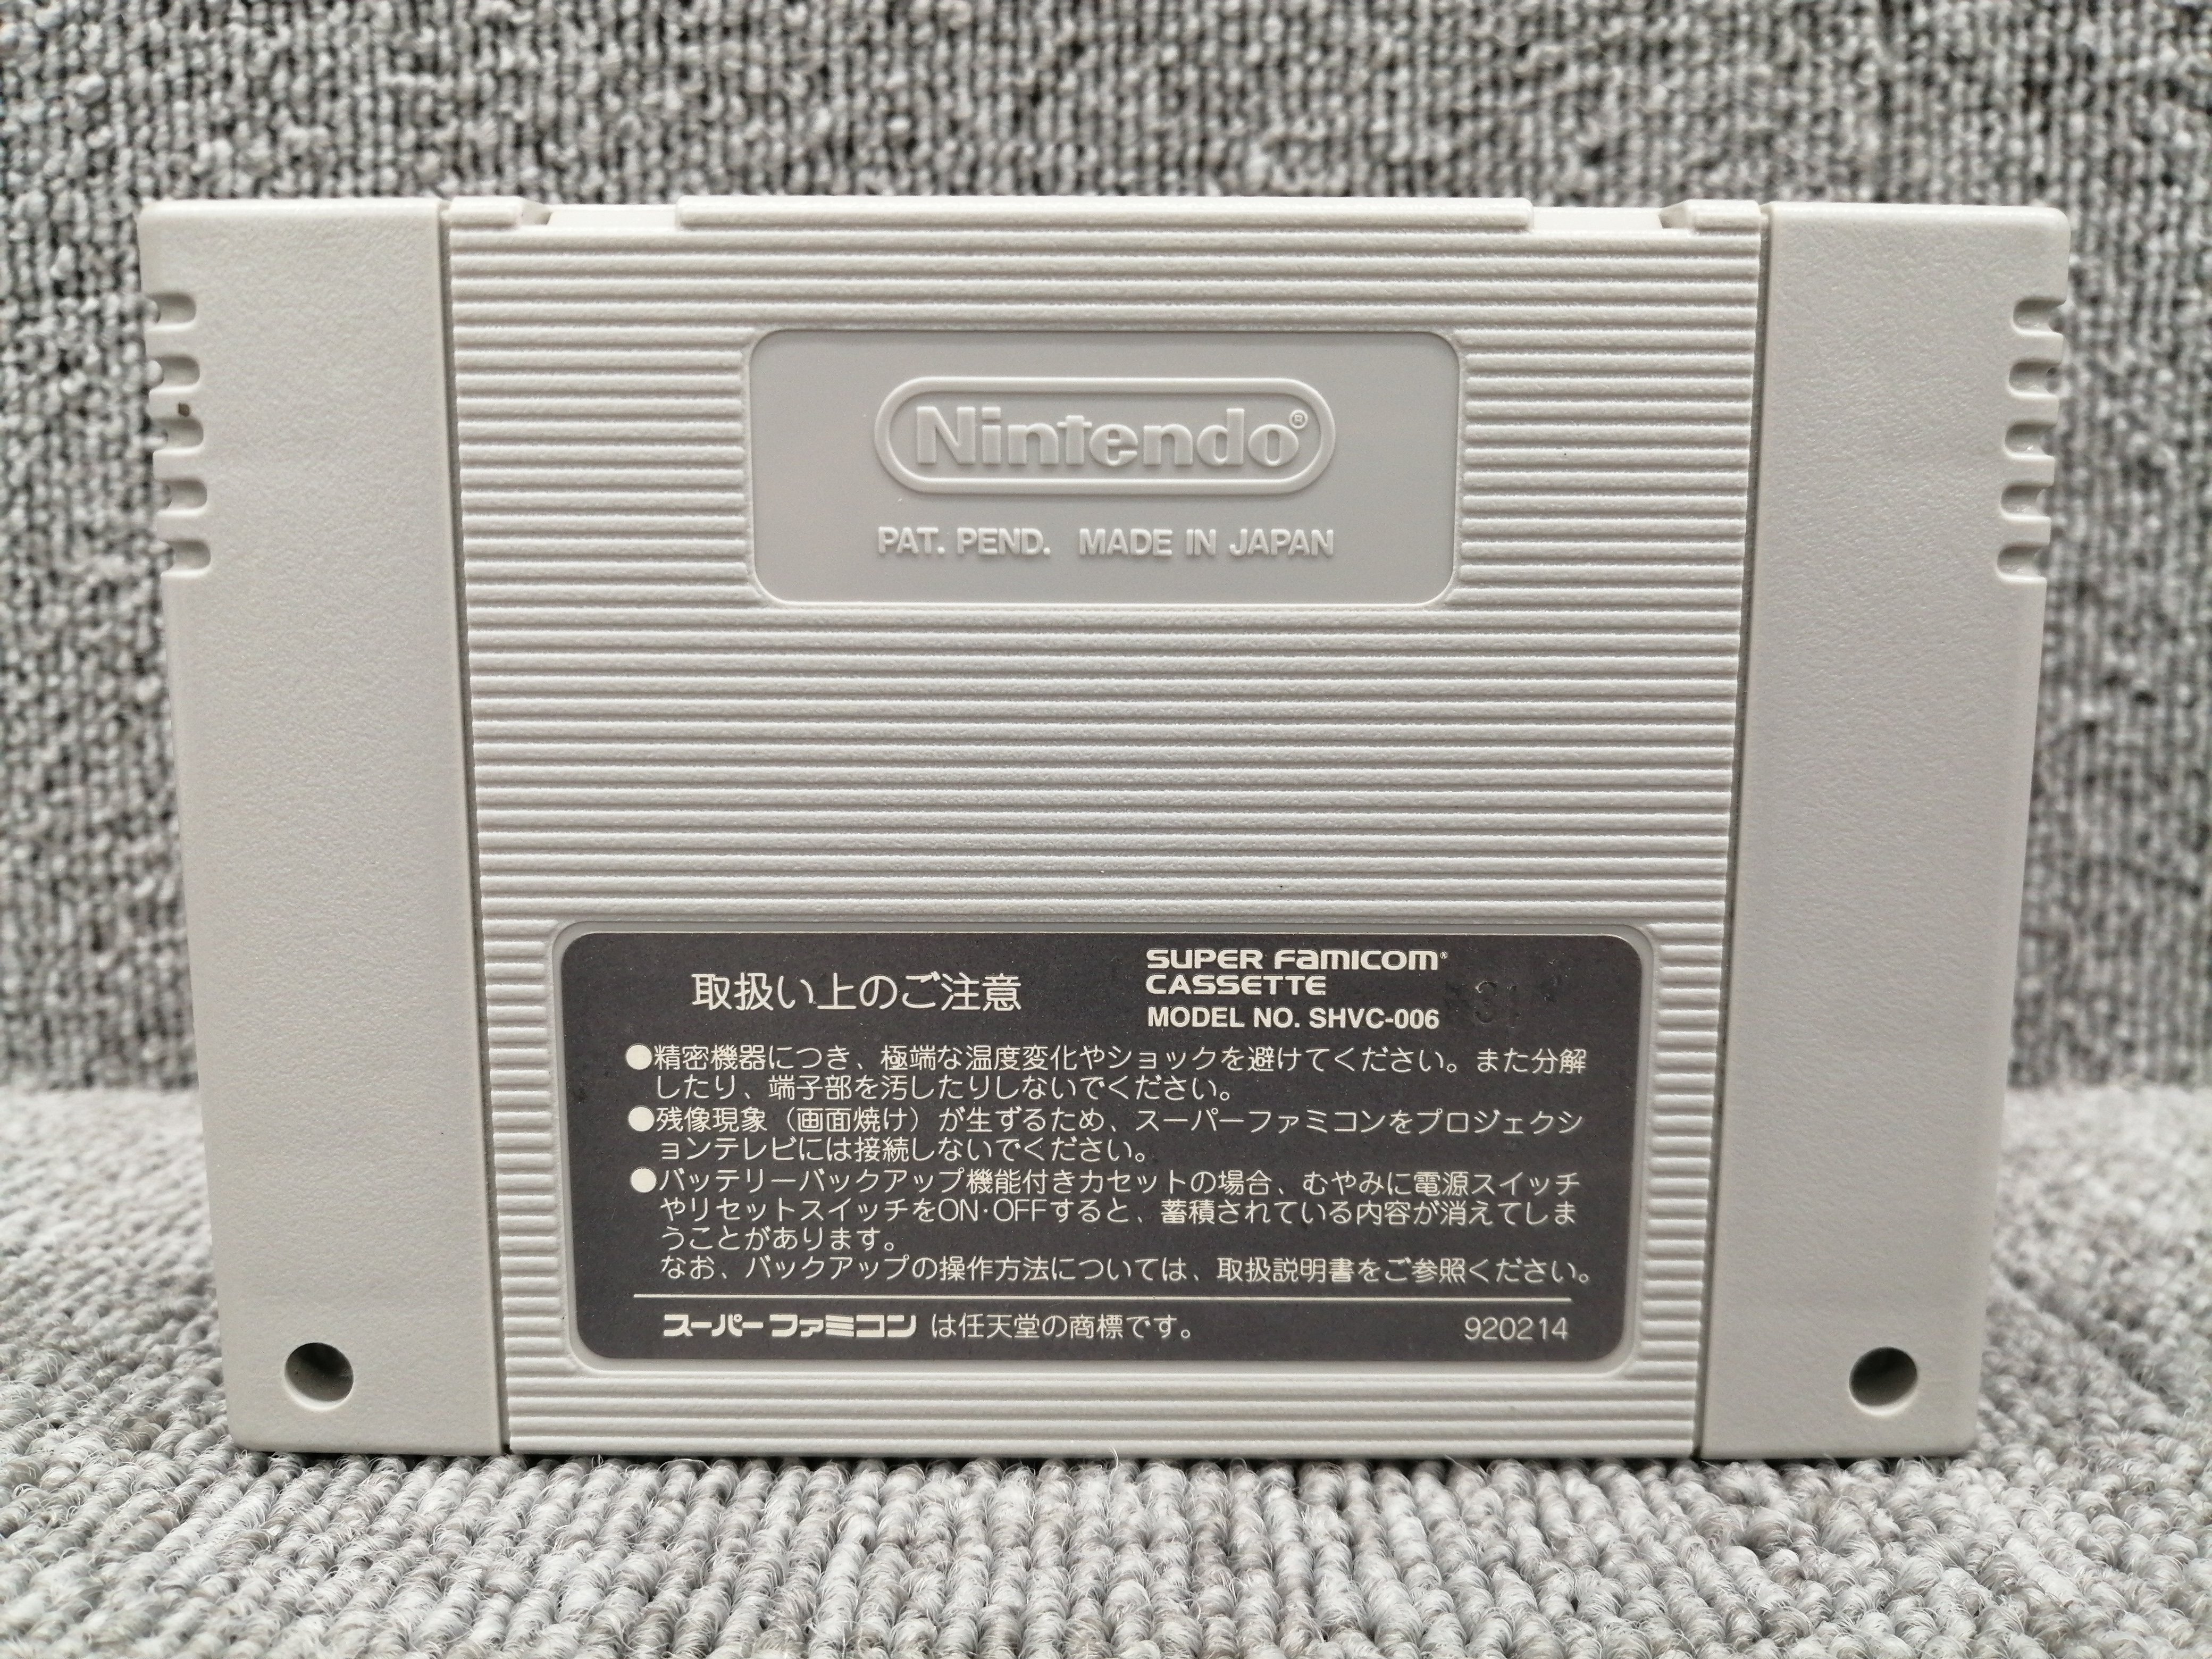 Nintendo®
PAT. PEND. MADE IN JAPAN
取扱い上のご注意
SUPER FAMICOM®
CASSETTE
MODEL NO. SHVC-006
●精密機器につき、極端な温度変化やショックを避けてください。また分解
したり、端子部を汚したりしないでください。
●残像現象（画面焼け）が生ずるため、スーパーファミコンをプロジェクシ
ョンテレビには接続しないでください。
●バッテリーバックアップ機能付きカセットの場合、むやみに電源スイッチ
やリセットスイッチをON·OFFすると、蓄積されている内容が消えてしま
うことがあります。
なお、バックアップの操作方法については、取扱説明書をご参照ください。
スーパーファミコンは任天堂の商標です。
920214